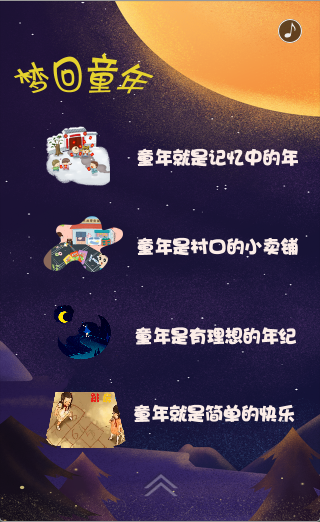 梦回童年
童年就是记忆中的年
童年是村口的小卖铺
童年是有理想的年纪
童年就是简单的快乐